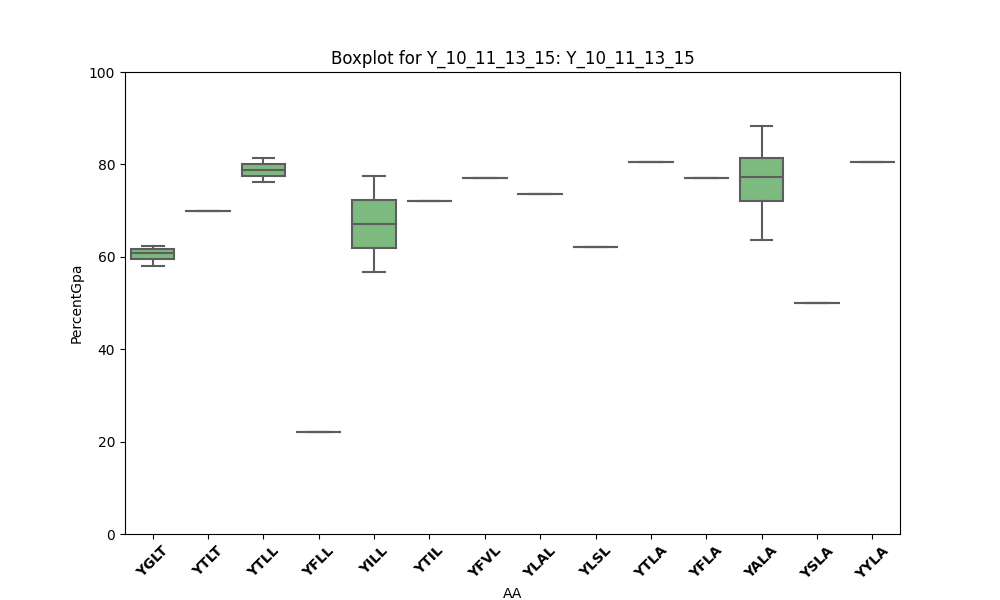 Boxplot for Y_10_11_13_15: Y_10_11_13_15
100
80
60
40
20
0
PercentGpa
YGLT YTLT YTLL YFLL YILL YTIL YFVL YLAL YLSL YTLA YFLA YALA YSLA YYLA
AA